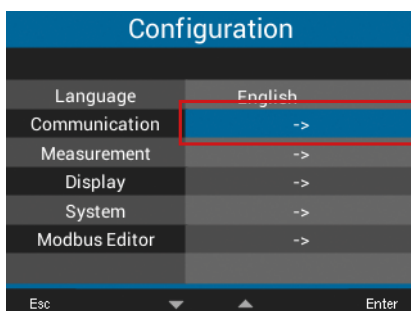 Configuration
Language English
Communication ->
Measurement ->
Display ->
System ->
Modbus Editor ->
Esc Enter